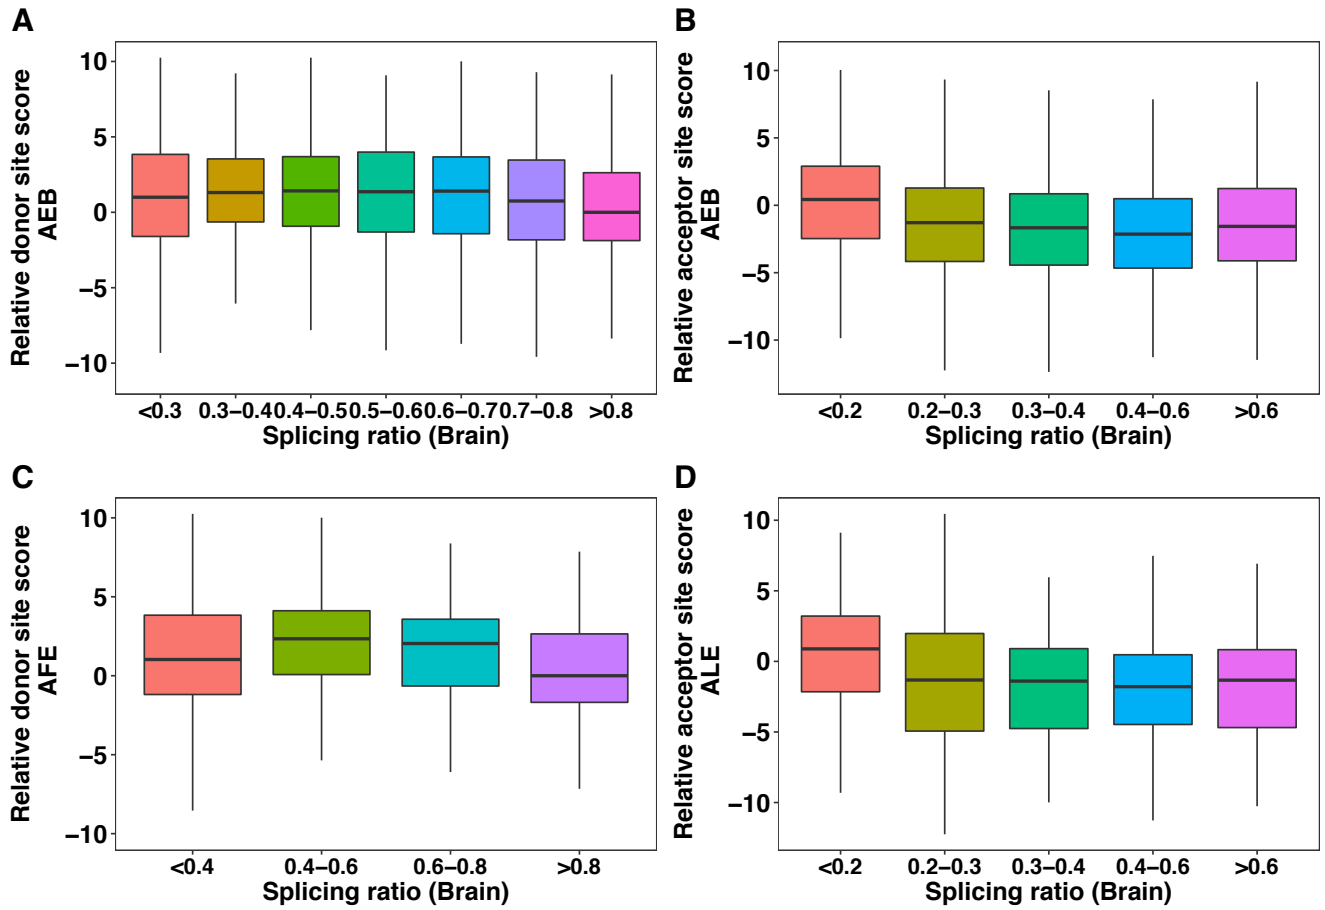 A
Relative donor site score
AEB
10
5
0
−5
−10
<0.3 0.3−0.4 0.4−0.5 0.5−0.6 0.6−0.7 0.7−0.8 >0.8
Splicing ratio (Brain)
B
Relative acceptor site score
AEB
10
5
0
−5
−10
<0.2 0.2−0.3 0.3−0.4 0.4−0.6 >0.6
Splicing ratio (Brain)
C
Relative donor site score
AFE
10
5
0
−5
−10
<0.4 0.4−0.6 0.6−0.8 >0.8
Splicing ratio (Brain)
D
Relative acceptor site score
ALE
10
5
0
−5
−10
<0.2 0.2−0.3 0.3−0.4 0.4−0.6 >0.6
Splicing ratio (Brain)